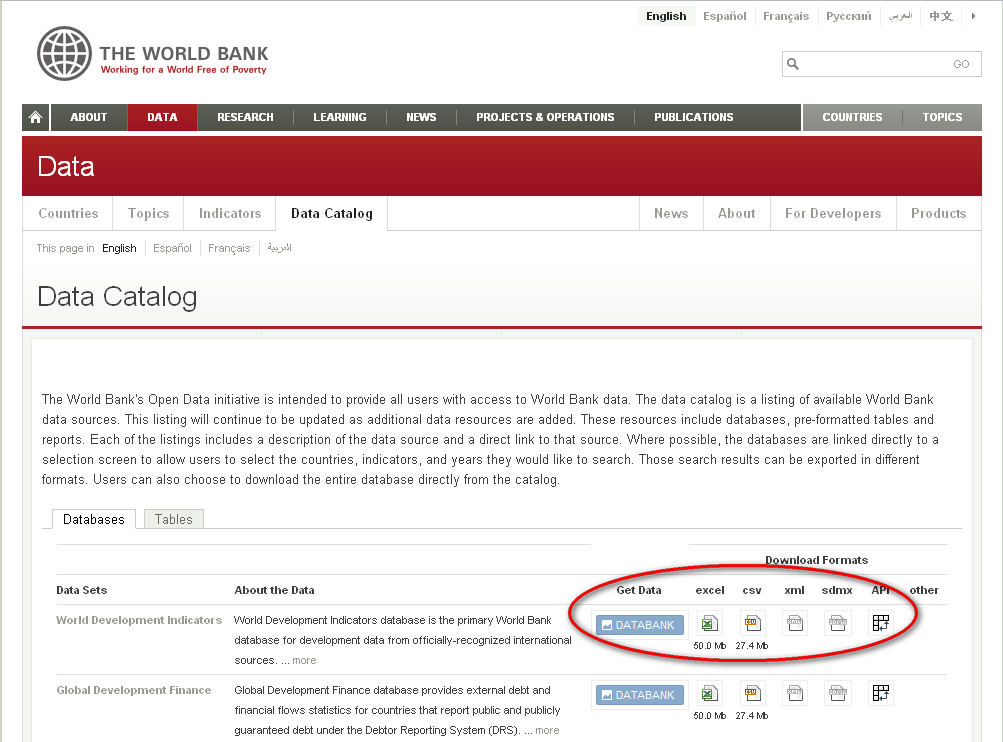 English Español Français Русский العربي 中文
THE WORLD BANK
Working for a World Free of Poverty
GO
ABOUT DATA RESEARCH LEARNING NEWS PROJECTS & OPERATIONS PUBLICATIONS COUNTRIES TOPICS
Data
Countries Topics Indicators Data Catalog News About For Developers Products
This page in English Español Français العربية
Data Catalog
The World Bank's Open Data initiative is intended to provide all users with access to World Bank data. The data catalog is a listing of available World Bank
data sources. This listing will continue to be updated as additional data resources are added. These resources include databases, pre-formatted tables and
reports. Each of the listings includes a description of the data source and a direct link to that source. Where possible, the databases are linked directly to a
selection screen to allow users to select the countries, indicators, and years they would like to search. Those search results can be exported in different
formats. Users can also choose to download the entire database directly from the catalog.
Databases Tables
Download Formats
Data Sets About the Data Get Data excel csv xml sdmx API other
World Development Indicators World Development Indicators database is the primary World Bank DATABANK
database for development data from officially-recognized international 50.0 Mb 27.4 Mb
sources. ... more
Global Development Finance Global Development Finance database provides external debt and DATABANK
financial flows statistics for countries that report public and publicly 50.0 Mb 27.4 Mb
guaranteed debt under the Debtor Reporting System (DRS). ... more